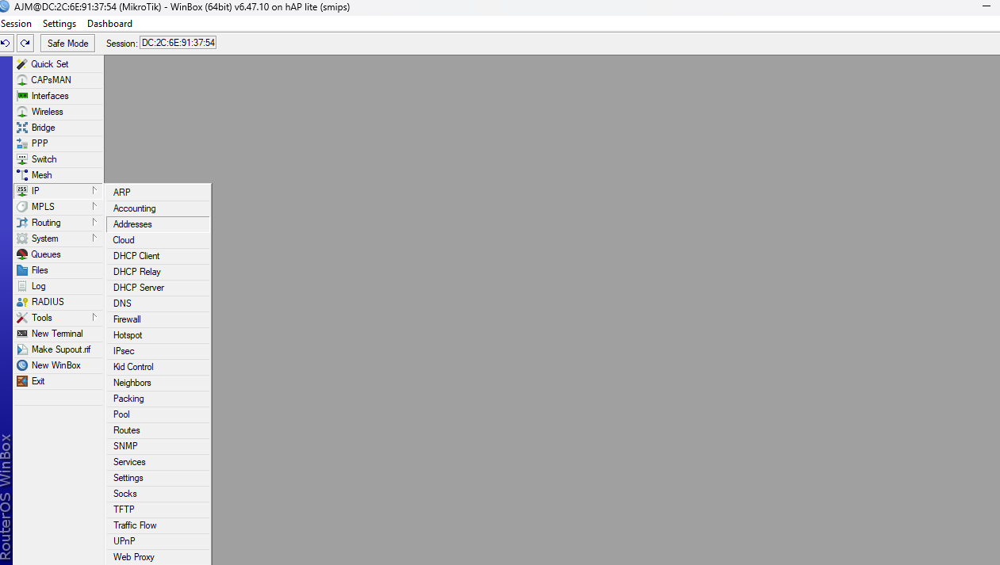 AJM@DC:2C:6E:91:37:54 (MikroTik) - WinBox (64bit) v6.47.10 on hAP lite (smips)
Session Settings Dashboard
Safe Mode Session: DC:2C:6E:91:37:54
Quick Set
CAPsMAN
Interfaces
Wireless
Bridge
PPP
Switch
Mesh
IP
MPLS
Routing
System
Queues
Files
Log
RADIUS
Tools
New Terminal
Make Supout.rif
New WinBox
Exit
ARP
Accounting
Addresses
Cloud
DHCP Client
DHCP Relay
DHCP Server
DNS
Firewall
Hotspot
IPsec
Kid Control
Neighbors
Packing
Pool
Routes
SNMP
Services
Settings
Socks
TFTP
Traffic Flow
UPnP
Web Proxy
RouterOS WinBox